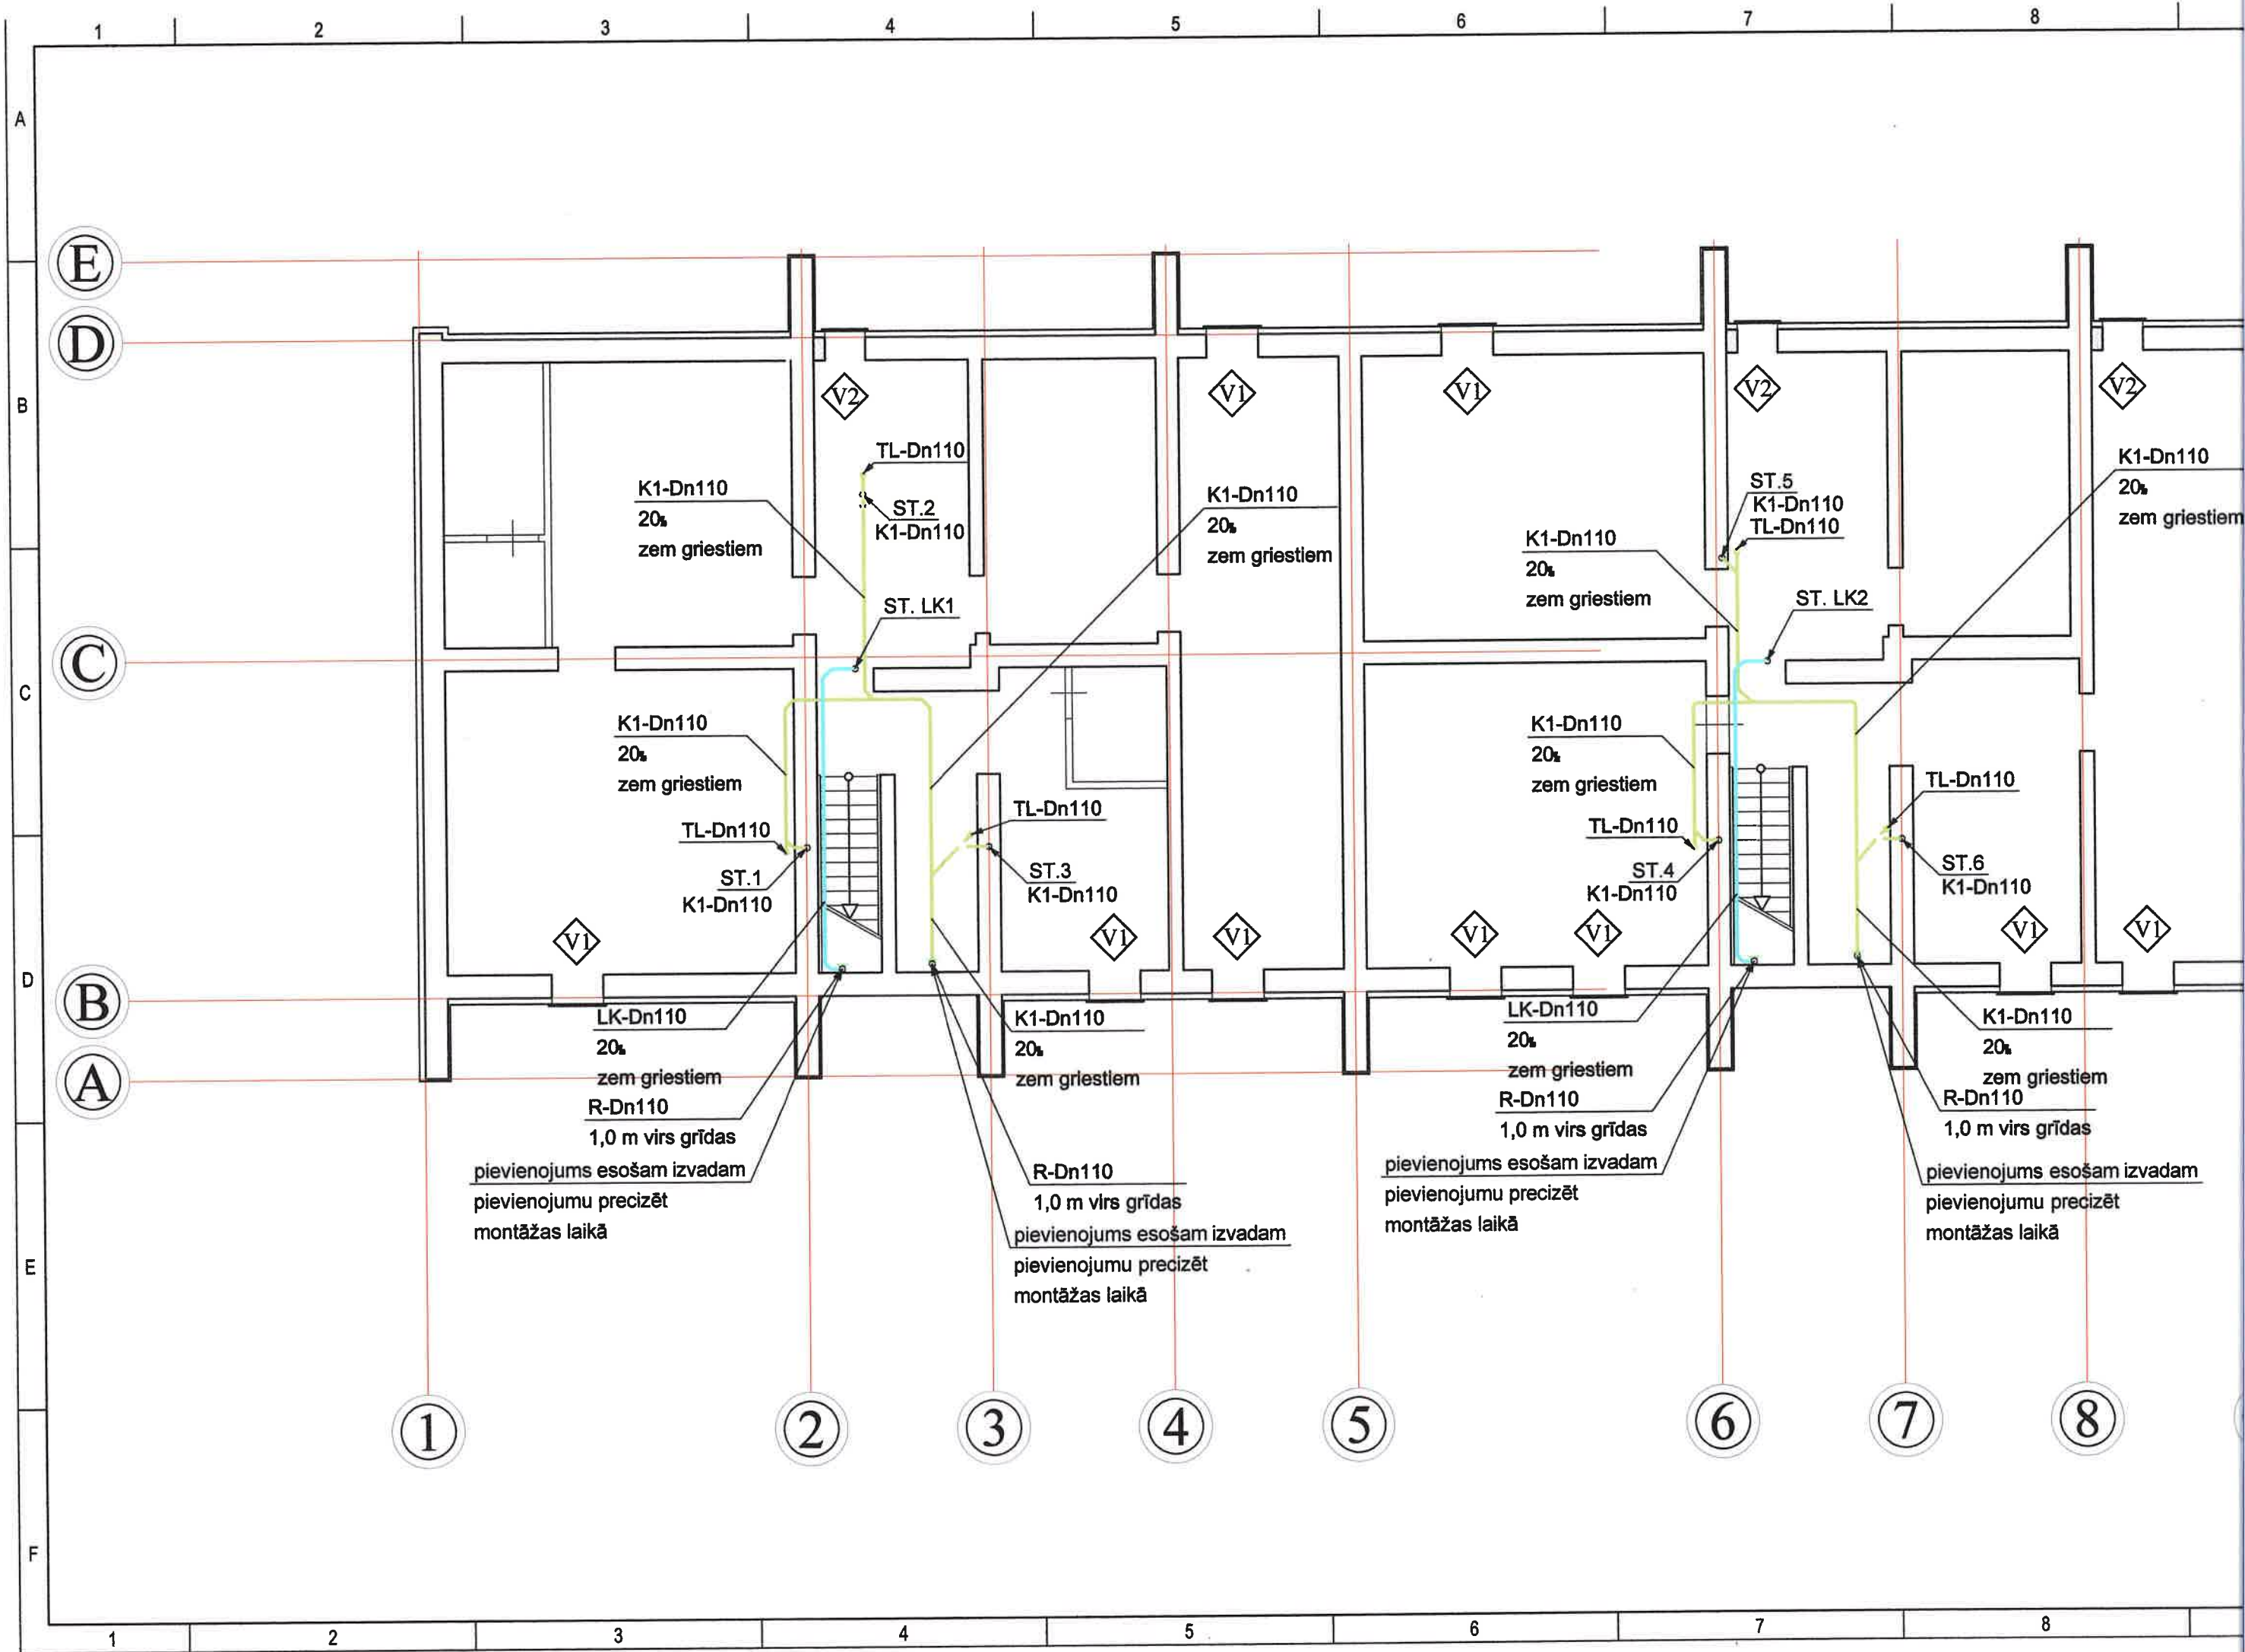 1 2 3 4 5 6 7 8
A
B
C
D
E
F
E
D
C
B
A
V2
V1
V1
V2
V2
TL-Dn110
K1-Dn110
20‰
zem griestiem
ST.2
K1-Dn110
K1-Dn110
20‰
zem griestiem
ST. LK1
K1-Dn110
20‰
zem griestiem
ST.5
K1-Dn110
TL-Dn110
K1-Dn110
20‰
zem griestiem
ST. LK2
K1-Dn110
20‰
zem griestiem
TL-Dn110
ST.1
K1-Dn110
TL-Dn110
ST.3
K1-Dn110
K1-Dn110
20‰
zem griestiem
TL-Dn110
ST.4
K1-Dn110
TL-Dn110
ST.6
K1-Dn110
V1
V1
V1
V1
V1
V1
V1
LK-Dn110
20‰
zem griestiem
R-Dn110
1,0 m virs grīdas
pievienojums esošam izvadam
pievienojumu precizēt
montāžas laikā
K1-Dn110
20‰
zem griestiem
R-Dn110
1,0 m virs grīdas
pievienojums esošam izvadam
pievienojumu precizēt
montāžas laikā
LK-Dn110
20‰
zem griestiem
R-Dn110
1,0 m virs grīdas
pievienojums esošam izvadam
pievienojumu precizēt
montāžas laikā
K1-Dn110
20‰
zem griestiem
R-Dn110
1,0 m virs grīdas
pievienojums esošam izvadam
pievienojumu precizēt
montāžas laikā
1 2 3 4 5 6 7 8
1 2 3 4 5 6 7 8